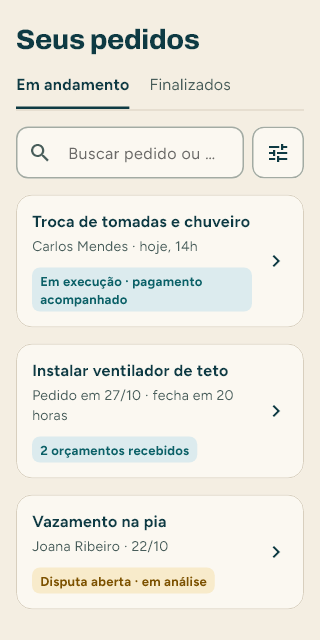 Seus pedidos
Em andamento
Finalizados
Buscar pedido ou ...
Troca de tomadas e chuveiro
Carlos Mendes · hoje, 14h
Em execução · pagamento
acompanhado
Instalar ventilador de teto
Pedido em 27/10 · fecha em 20
horas
2 orçamentos recebidos
Vazamento na pia
Joana Ribeiro · 22/10
Disputa aberta · em análise